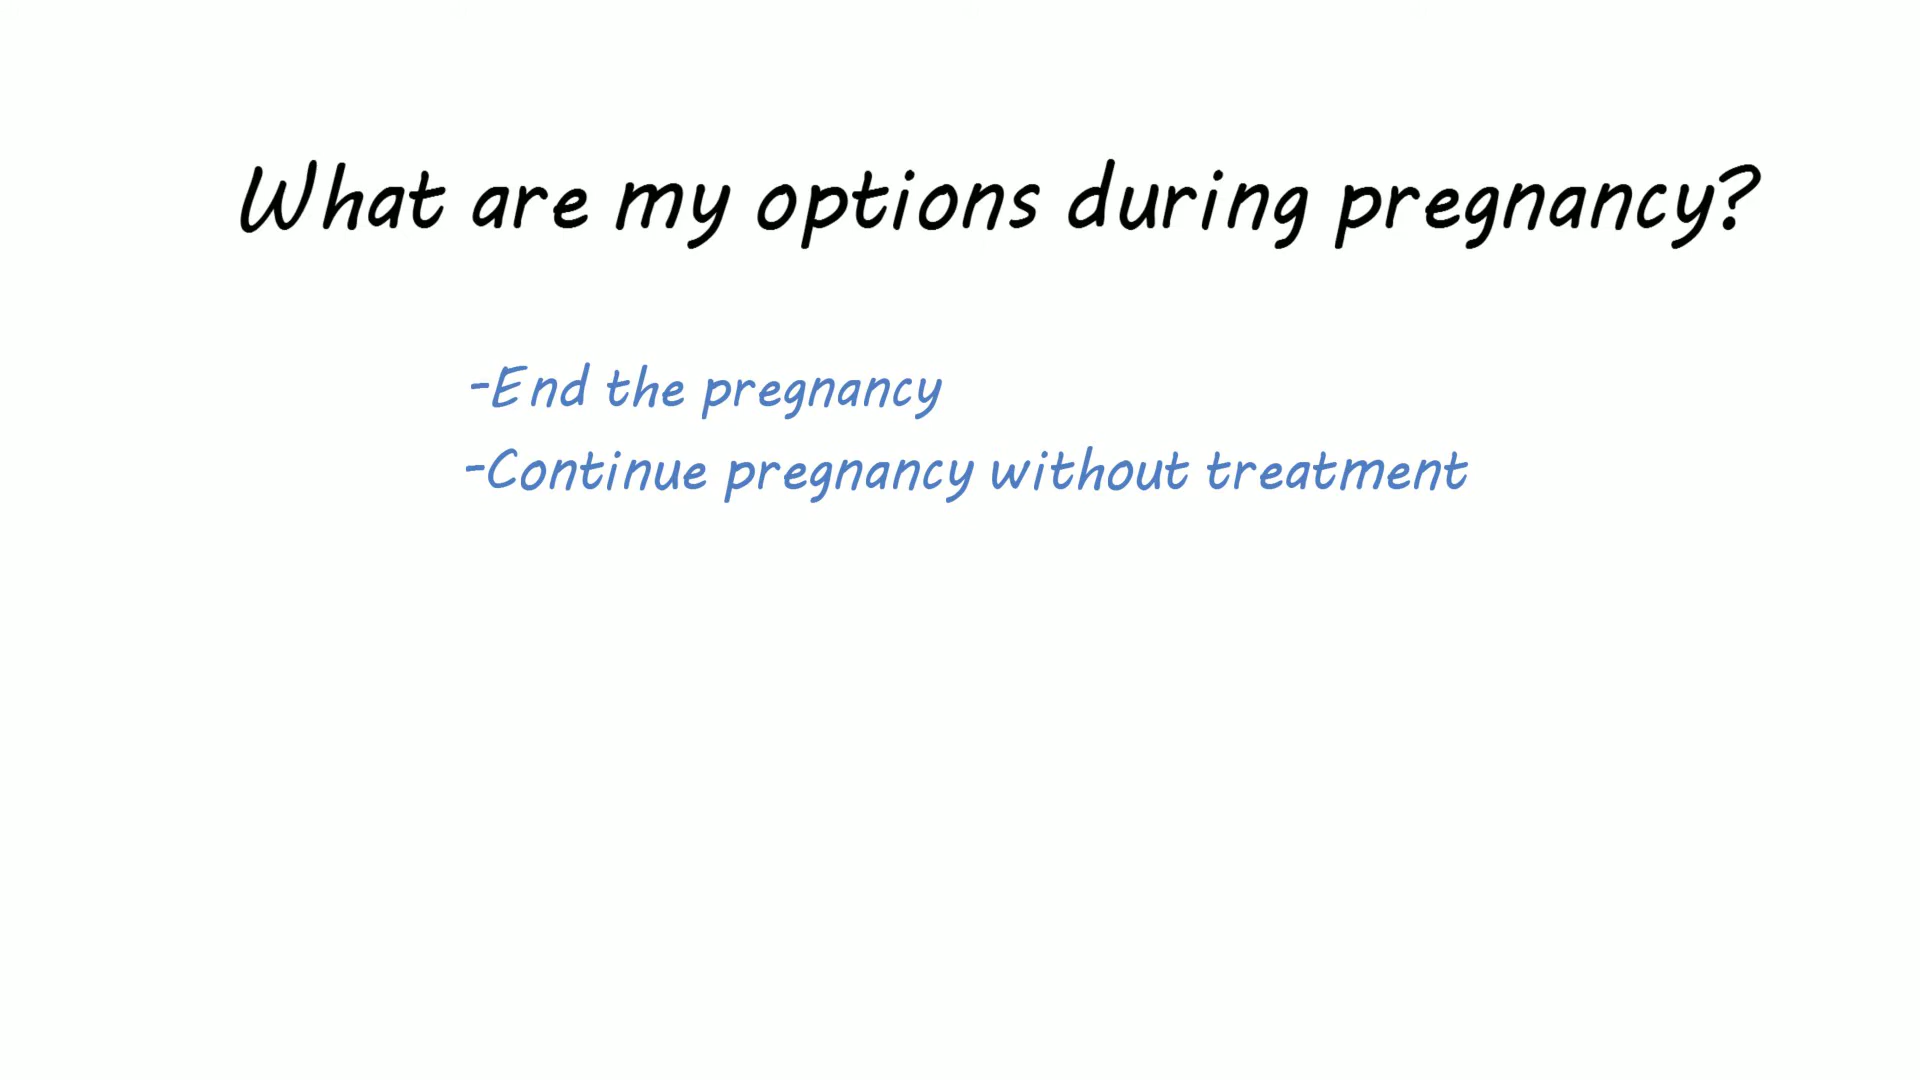 What are my options during pregnancy?
-End the pregnancy
-Continue pregnancy without treatment